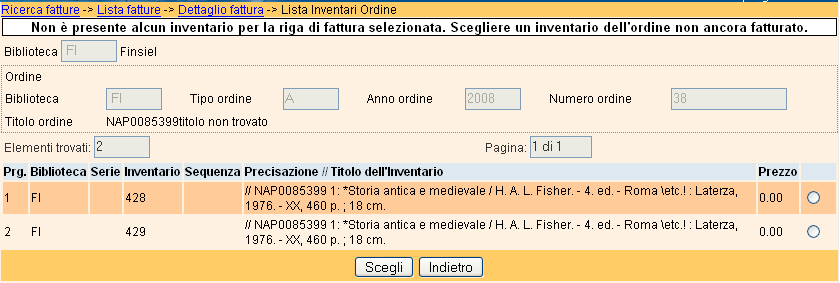 Ricerca fatture -> Lista fatture -> Dettaglio fattura -> Lista Inventari Ordine
Non è presente alcun inventario per la riga di fattura selezionata. Scegliere un inventario dell'ordine non ancora fatturato.
Biblioteca FI Finsiel
Ordine
Biblioteca FI Tipo ordine A Anno ordine 2008 Numero ordine 38
Titolo ordine NAP0085399titolo non trovato
Elementi trovati: 2 Pagina: 1 di 1
Prg. Biblioteca Serie Inventario Sequenza Precisazione // Titolo dell'Inventario Prezzo
1 FI 428 // NAP0085399 1: *Storia antica e medievale / H. A. L. Fisher. - 4. ed. - Roma \etc.! : Laterza, 0.00
1976. - XX, 460 p. ; 18 cm.
2 FI 429 // NAP0085399 1: *Storia antica e medievale / H. A. L. Fisher. - 4. ed. - Roma \etc.! : Laterza, 0.00
1976. - XX, 460 p. ; 18 cm.
Scegli Indietro